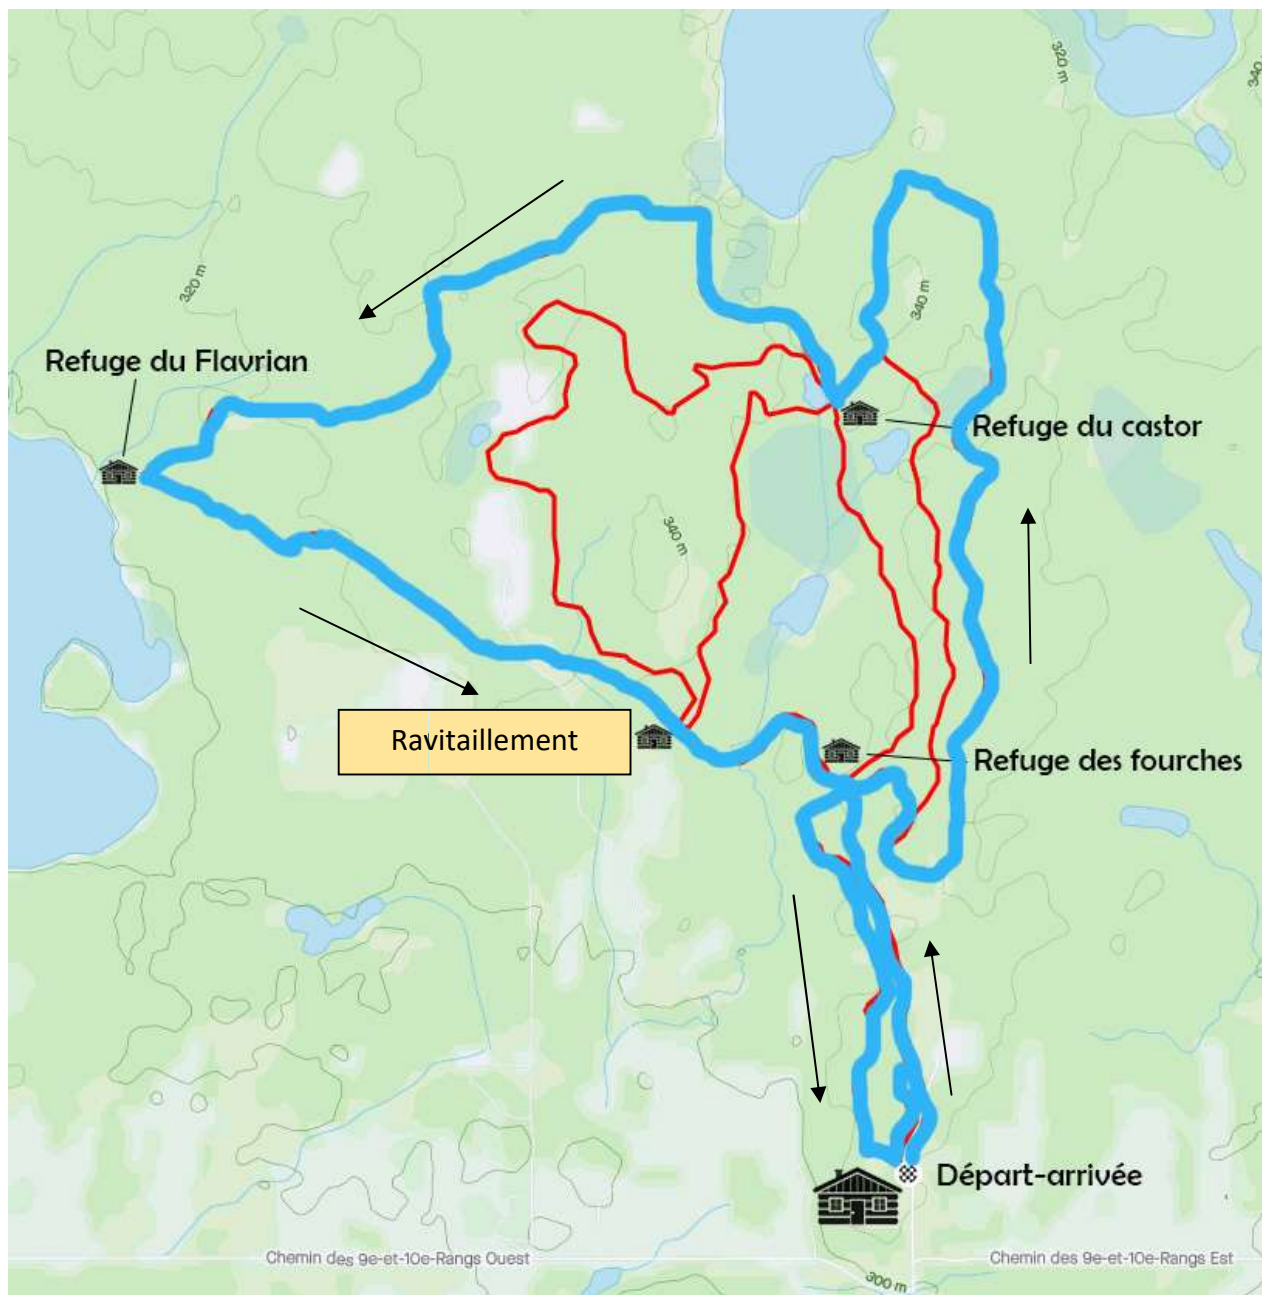 320 m
340 m
320 m
340 m
Refuge du Flavrian
Refuge du castor
340 m
Ravitaillement
Refuge des fourches
Départ-arrivée
Chemin des 9e-et-10e-Rangs Ouest
Chemin des 9e-et-10e-Rangs Est
300 m